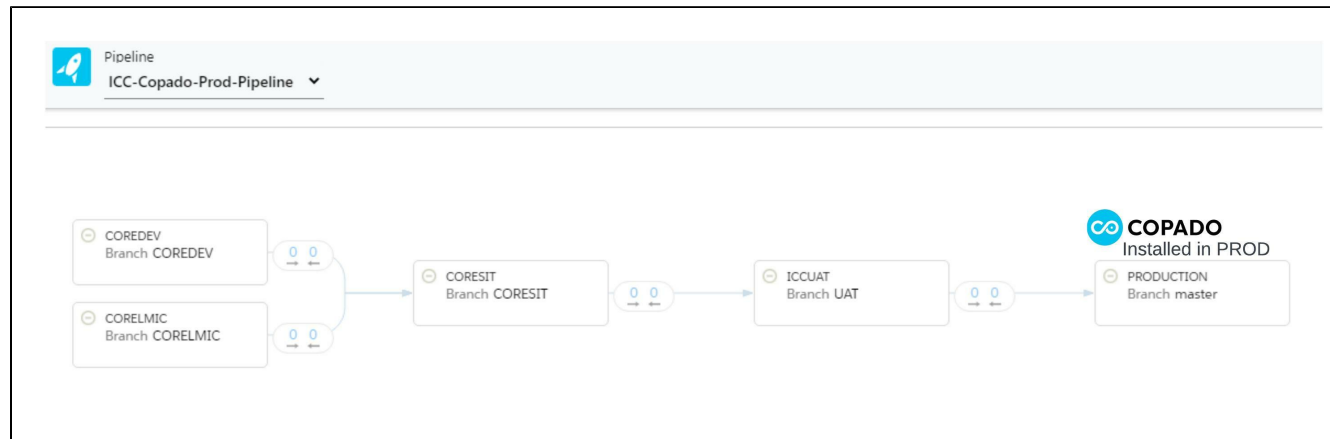 Pipeline
ICC-Copado-Prod-Pipeline
COREDEV
Branch COREDEV
0 0
CORELMIC
Branch CORELMIC
0 0
CORESIT
Branch CORESIT
0 0
ICCUAT
Branch UAT
0 0
COPADO
Installed in PROD
PRODUCTION
Branch master